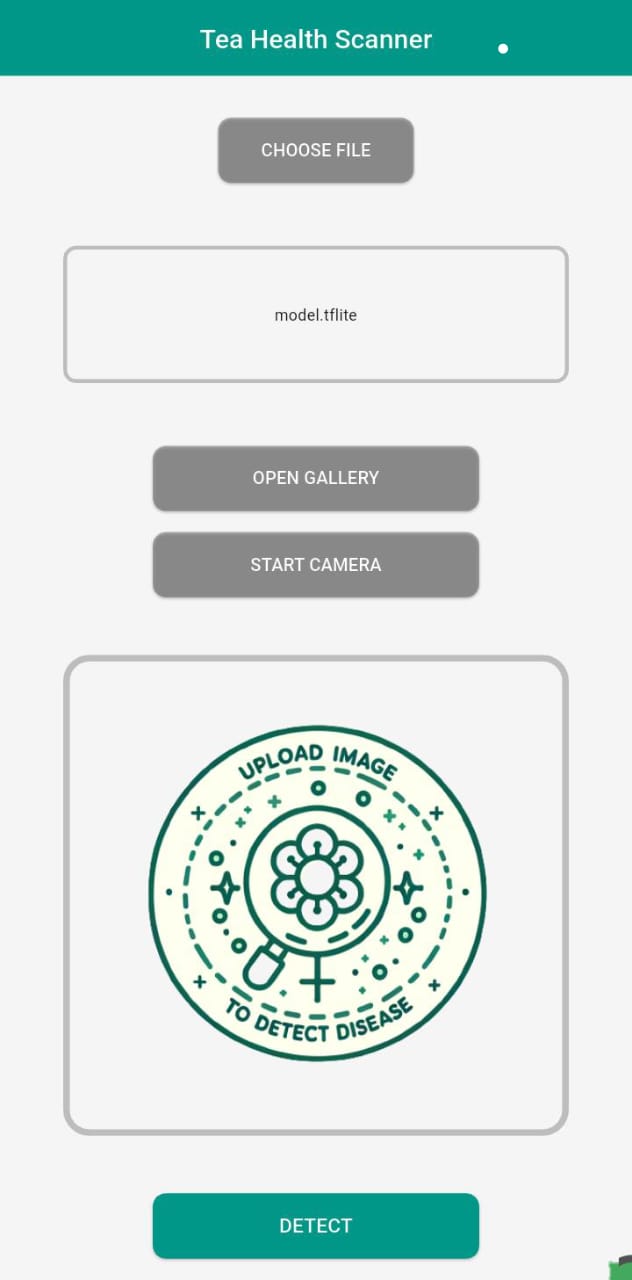 Tea Health Scanner
CHOOSE FILE
model.tflite
OPEN GALLERY
START CAMERA
UPLOAD IMAGE
TO DETECT DISEASE
DETECT